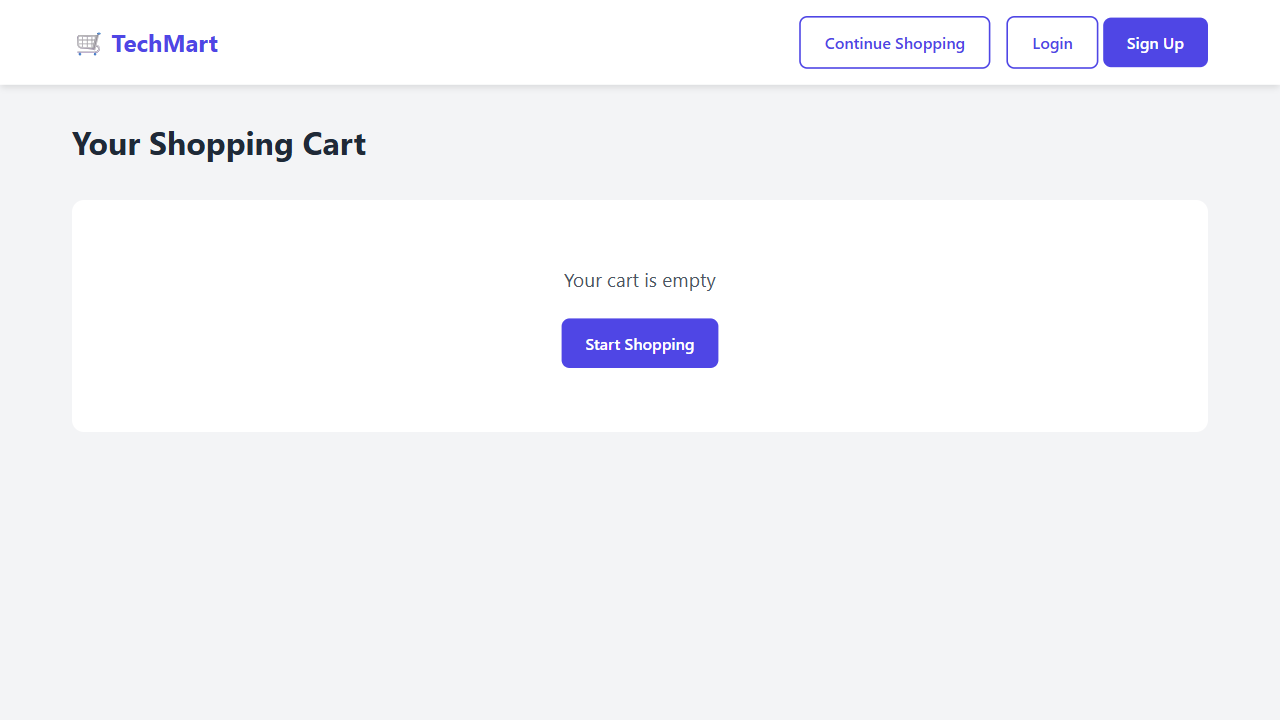 TechMart
Continue Shopping
Login
Sign Up
Your Shopping Cart
Your cart is empty
Start Shopping